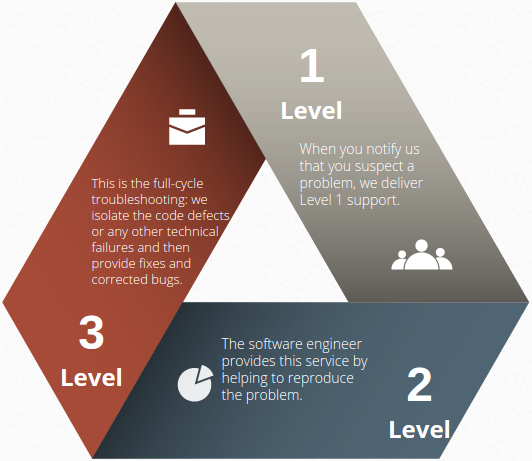 1
Level
When you notify us
that you suspect a
problem, we deliver
Level 1 support.
The software engineer
provides this service by
helping to reproduce
the problem.
2
Level
This is the full-cycle
troubleshooting: we
isolate the code defects
or any other technical
failures and then
provide fixes and
corrected bugs.
3
Level